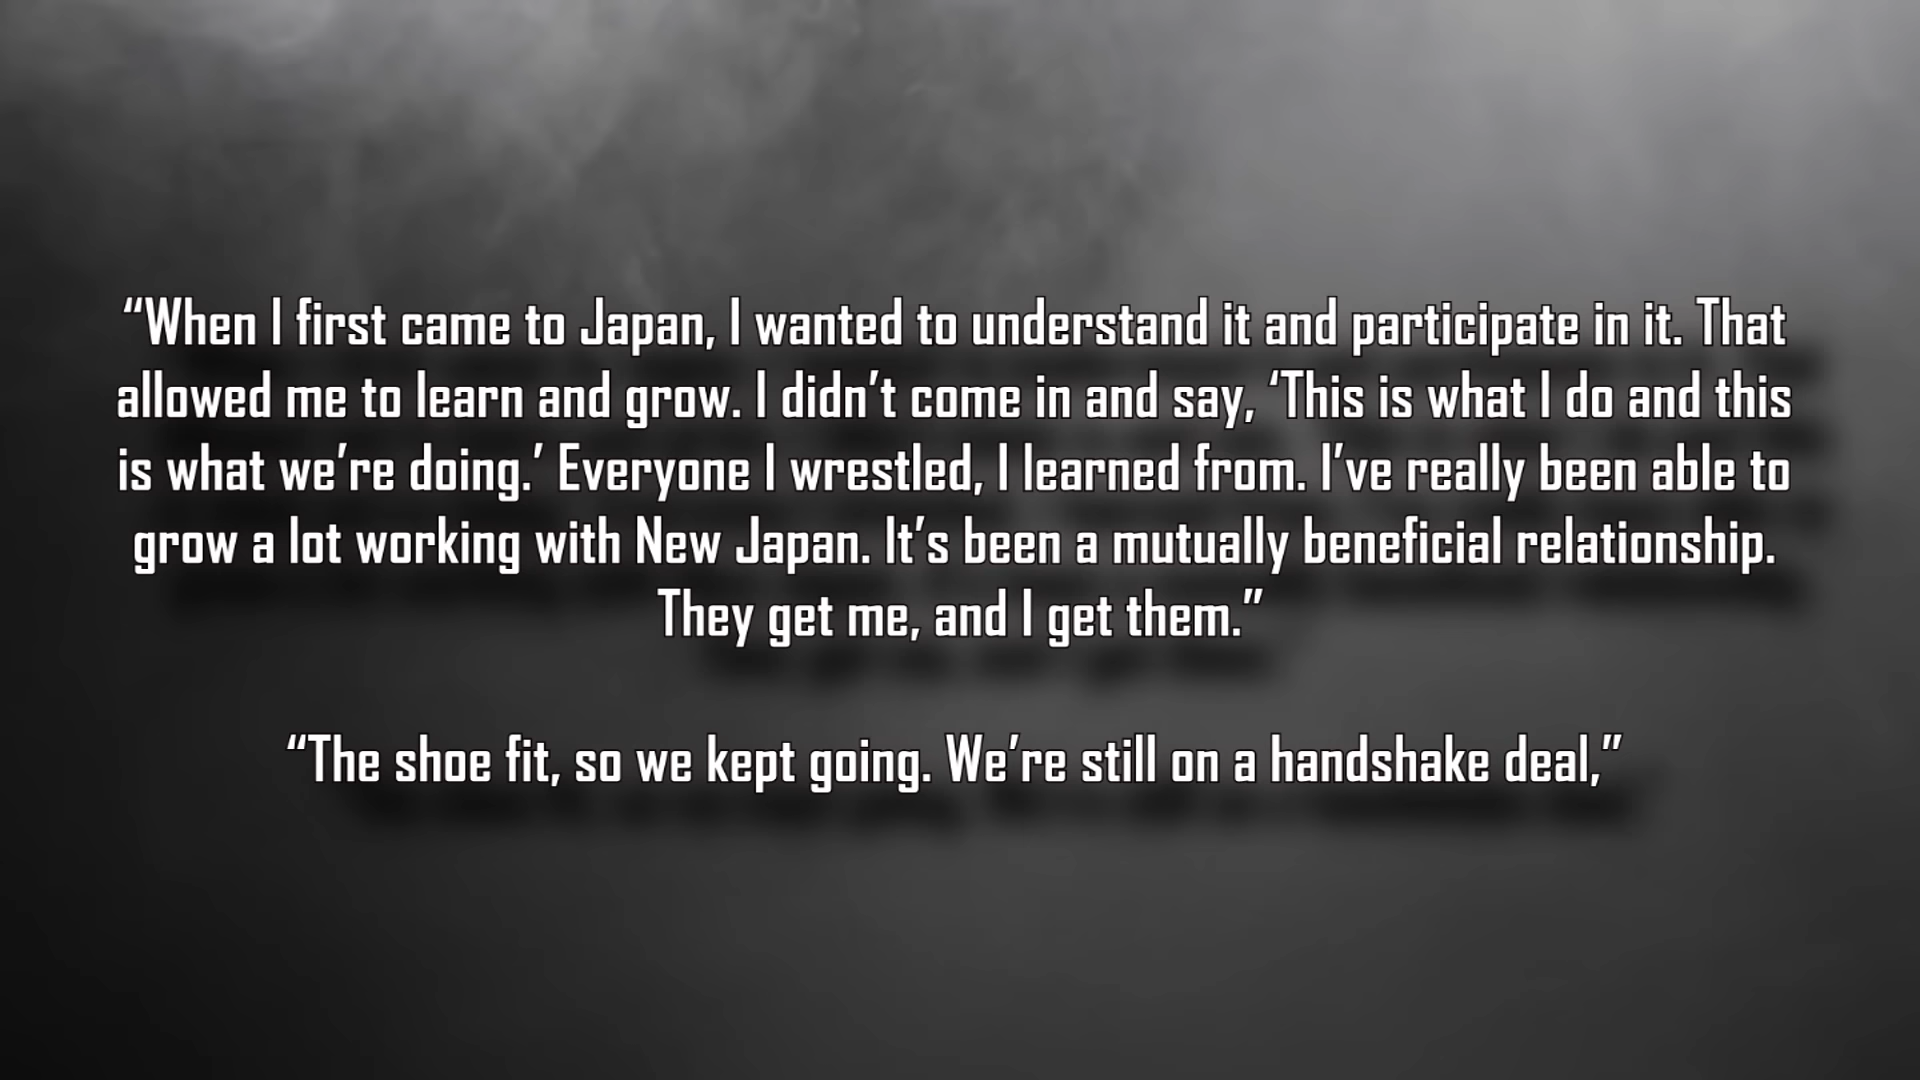 “When I first came to Japan, I wanted to understand it and participate in it. That
allowed me to learn and grow. I didn’t come in and say, ‘This is what I do and this
is what we’re doing.’ Everyone I wrestled, I learned from. I’ve really been able to
grow a lot working with New Japan. It’s been a mutually beneficial relationship.
They get me, and I get them.”
“The shoe fit, so we kept going. We’re still on a handshake deal,”